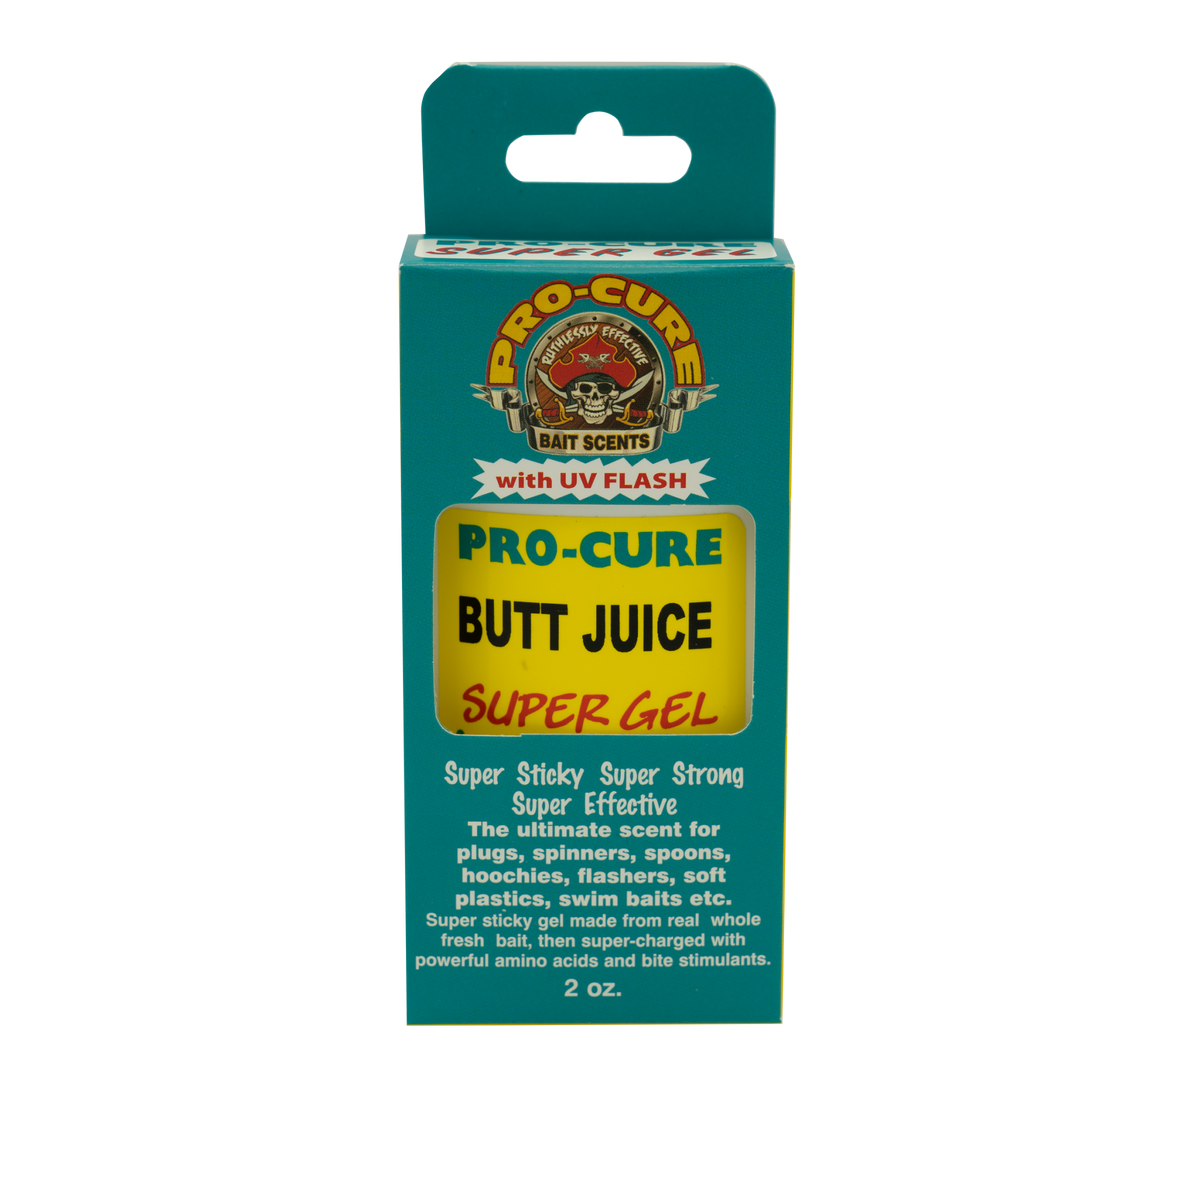 PRO-CURE
SUPER GEL
PRO-CURE
RUTHLESSLY EFFECTIVE
BAIT SCENTS
with UV FLASH
PRO-CURE
BUTT JUICE
SUPER GEL
Super Sticky Super Strong
Super Effective
The ultimate scent for
plugs, spinners, spoons,
hoochies, flashers, soft
plastics, swim baits etc.
Super sticky gel made from real whole
fresh bait, then super-charged with
powerful amino acids and bite stimulants.
2 oz.